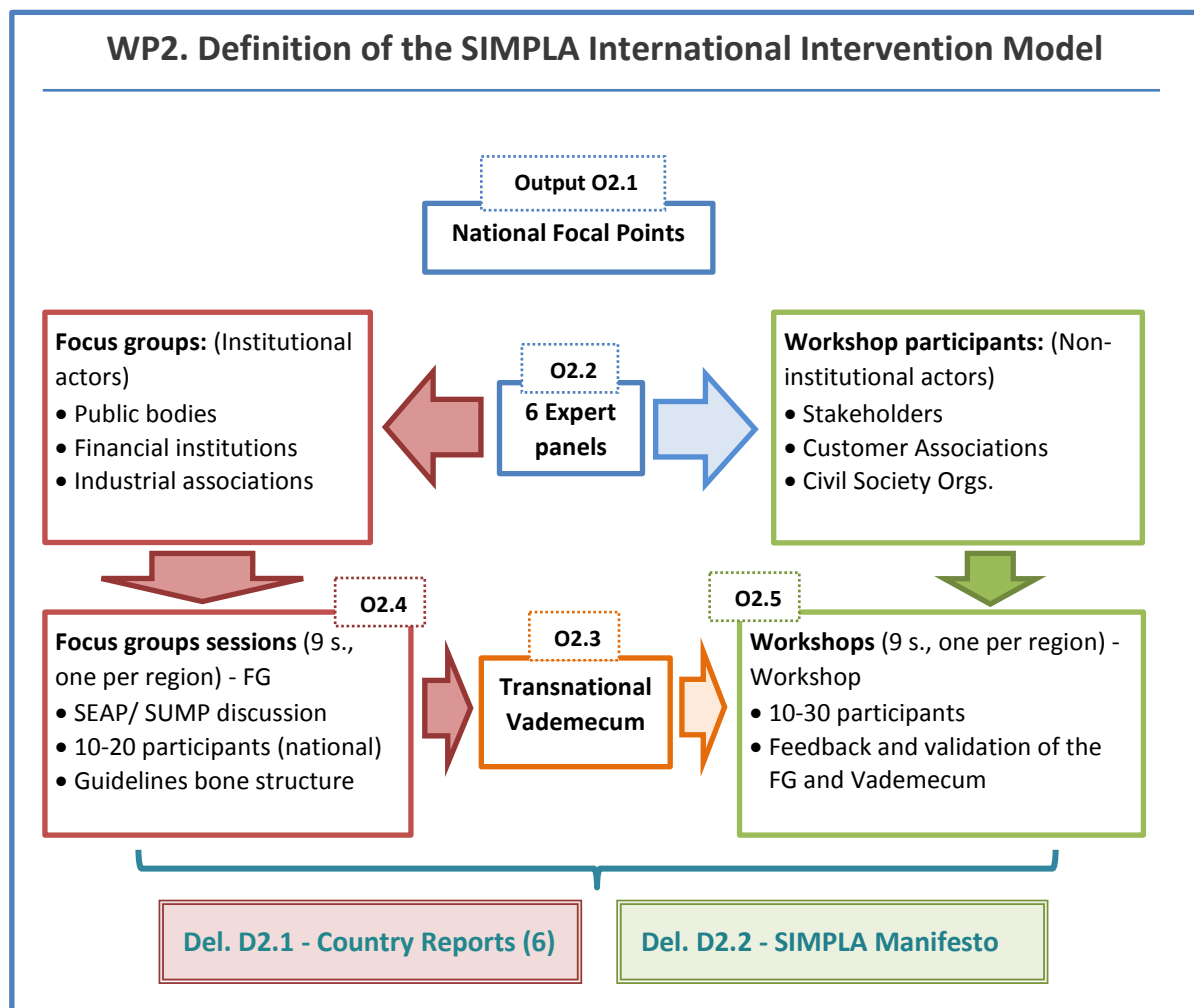 WP2. Definition of the SIMPLA International Intervention Model
Output O2.1
National Focal Points
Focus groups: (Institutional
actors)
• Public bodies
• Financial institutions
• Industrial associations
O2.2
6 Expert
panels
Workshop participants: (Non-
institutional actors)
• Stakeholders
• Customer Associations
• Civil Society Orgs.
O2.4
Focus groups sessions (9 s.,
one per region) - FG
• SEAP/ SUMP discussion
• 10-20 participants (national)
• Guidelines bone structure
O2.3
Transnational
Vademecum
O2.5
Workshops (9 s., one per region) -
Workshop
• 10-30 participants
• Feedback and validation of the
FG and Vademecum
Del. D2.1 - Country Reports (6)
Del. D2.2 - SIMPLA Manifesto